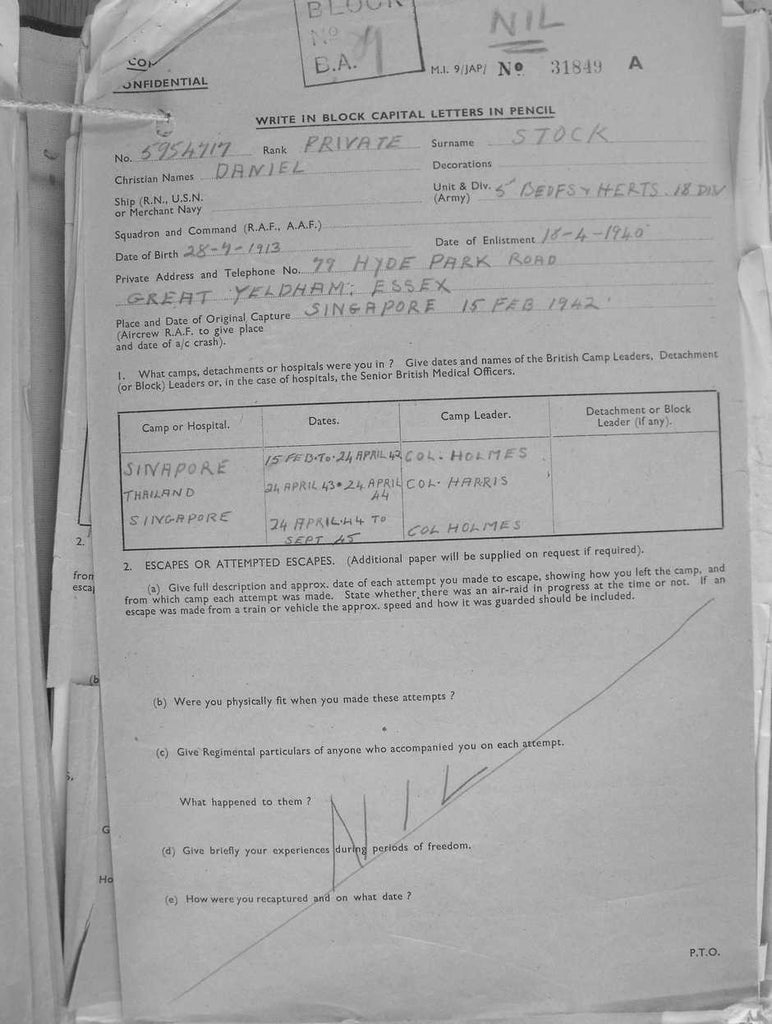 BLOCK
No 9
B.A.
NIL
CONFIDENTIAL
M.I. 9/JAP/ No 31849 A
WRITE IN BLOCK CAPITAL LETTERS IN PENCIL
No. 5954717 Rank PRIVATE Surname STOCK
Christian Names DANIEL Decorations
Ship (R.N., U.S.N. or Merchant Navy
Unit & Div. (Army) 5 BEDFS & HERTS. 18 DIV
Squadron and Command (R.A.F., A.A.F.)
Date of Birth 28-9-1913 Date of Enlistment 18-4-1940
Private Address and Telephone No. 79 HYDE PARK ROAD
GREAT YELDHAM; ESSEX
Place and Date of Original Capture SINGAPORE 15 FEB 1942.
(Aircrew R.A.F. to give place
and date of a/c crash).
1. What camps, detachments or hospitals were you in ? Give dates and names of the British Camp Leaders, Detachment
(or Block) Leaders or, in the case of hospitals, the Senior British Medical Officers.
Camp or Hospital. Dates. Camp Leader. Detachment or Block Leader (if any).
SINAPORE 15 FEB.TO.24 APRIL 42 COL. HOLMES
THAILAND 24 APRIL 43 • 24 APRIL 44 COL. HARRIS
SINGAPORE 24 APRIL.44 TO SEPT 45 COL HOLMES
2. ESCAPES OR ATTEMPTED ESCAPES. (Additional paper will be supplied on request if required).
(a) Give full description and approx. date of each attempt you made to escape, showing how you left the camp, and
from which camp each attempt was made. State whether there was an air-raid in progress at the time or not. If an
escape was made from a train or vehicle the approx. speed and how it was guarded should be included.
(b) Were you physically fit when you made these attempts ?
(c) Give Regimental particulars of anyone who accompanied you on each attempt.
What happened to them ?
NIL
(d) Give briefly your experiences during periods of freedom.
(e) How were you recaptured and on what date ?
P.T.O.
2.
from
(b